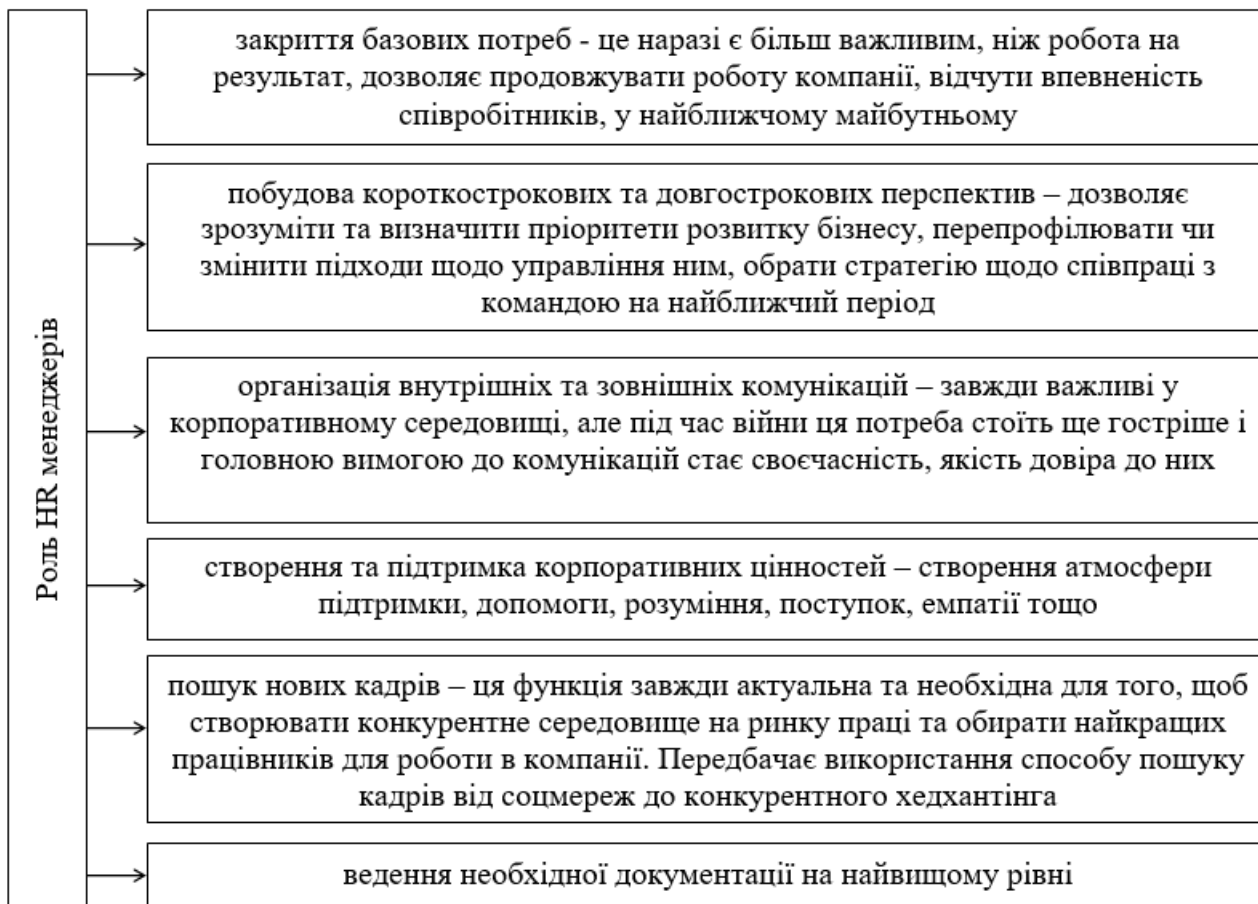 Роль HR менеджерів
закриття базових потреб - це наразі є більш важливим, ніж робота на
результат, дозволяє продовжувати роботу компанії, відчути впевненість
співробітників, у найближчому майбутньому
побудова короткострокових та довгострокових перспектив – дозволяє
зрозуміти та визначити пріоритети розвитку бізнесу, перепрофілювати чи
змінити підходи щодо управління ним, обрати стратегію щодо співпраці з
командою на найближчий період
організація внутрішніх та зовнішніх комунікацій – завжди важливі у
корпоративному середовищі, але під час війни ця потреба стоїть ще гостріше і
головною вимогою до комунікацій стає своєчасність, якість довіра до них
створення та підтримка корпоративних цінностей – створення атмосфери
підтримки, допомоги, розуміння, поступок, емпатії тощо
пошук нових кадрів – ця функція завжди актуальна та необхідна для того, щоб
створювати конкурентне середовище на ринку праці та обирати найкращих
працівників для роботи в компанії. Передбачає використання способу пошуку
кадрів від соцмереж до конкурентного хедхантінга
ведення необхідної документації на найвищому рівні